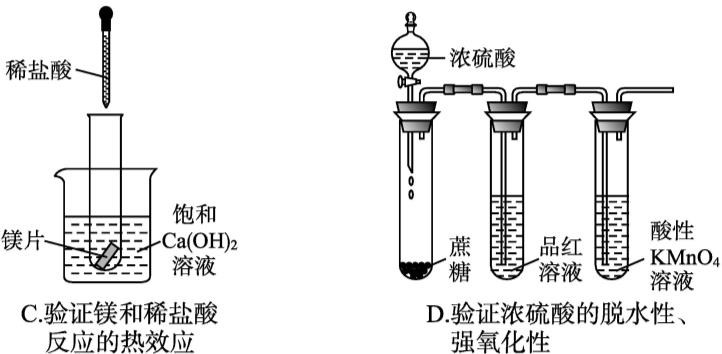 稀盐酸
镁片
饱和
Ca(OH)₂
溶液
C.验证镁和稀盐酸
反应的热效应
浓硫酸
蔗
糖
品红
溶液
酸性
KMnO₄
溶液
D.验证浓硫酸的脱水性、
强氧化性